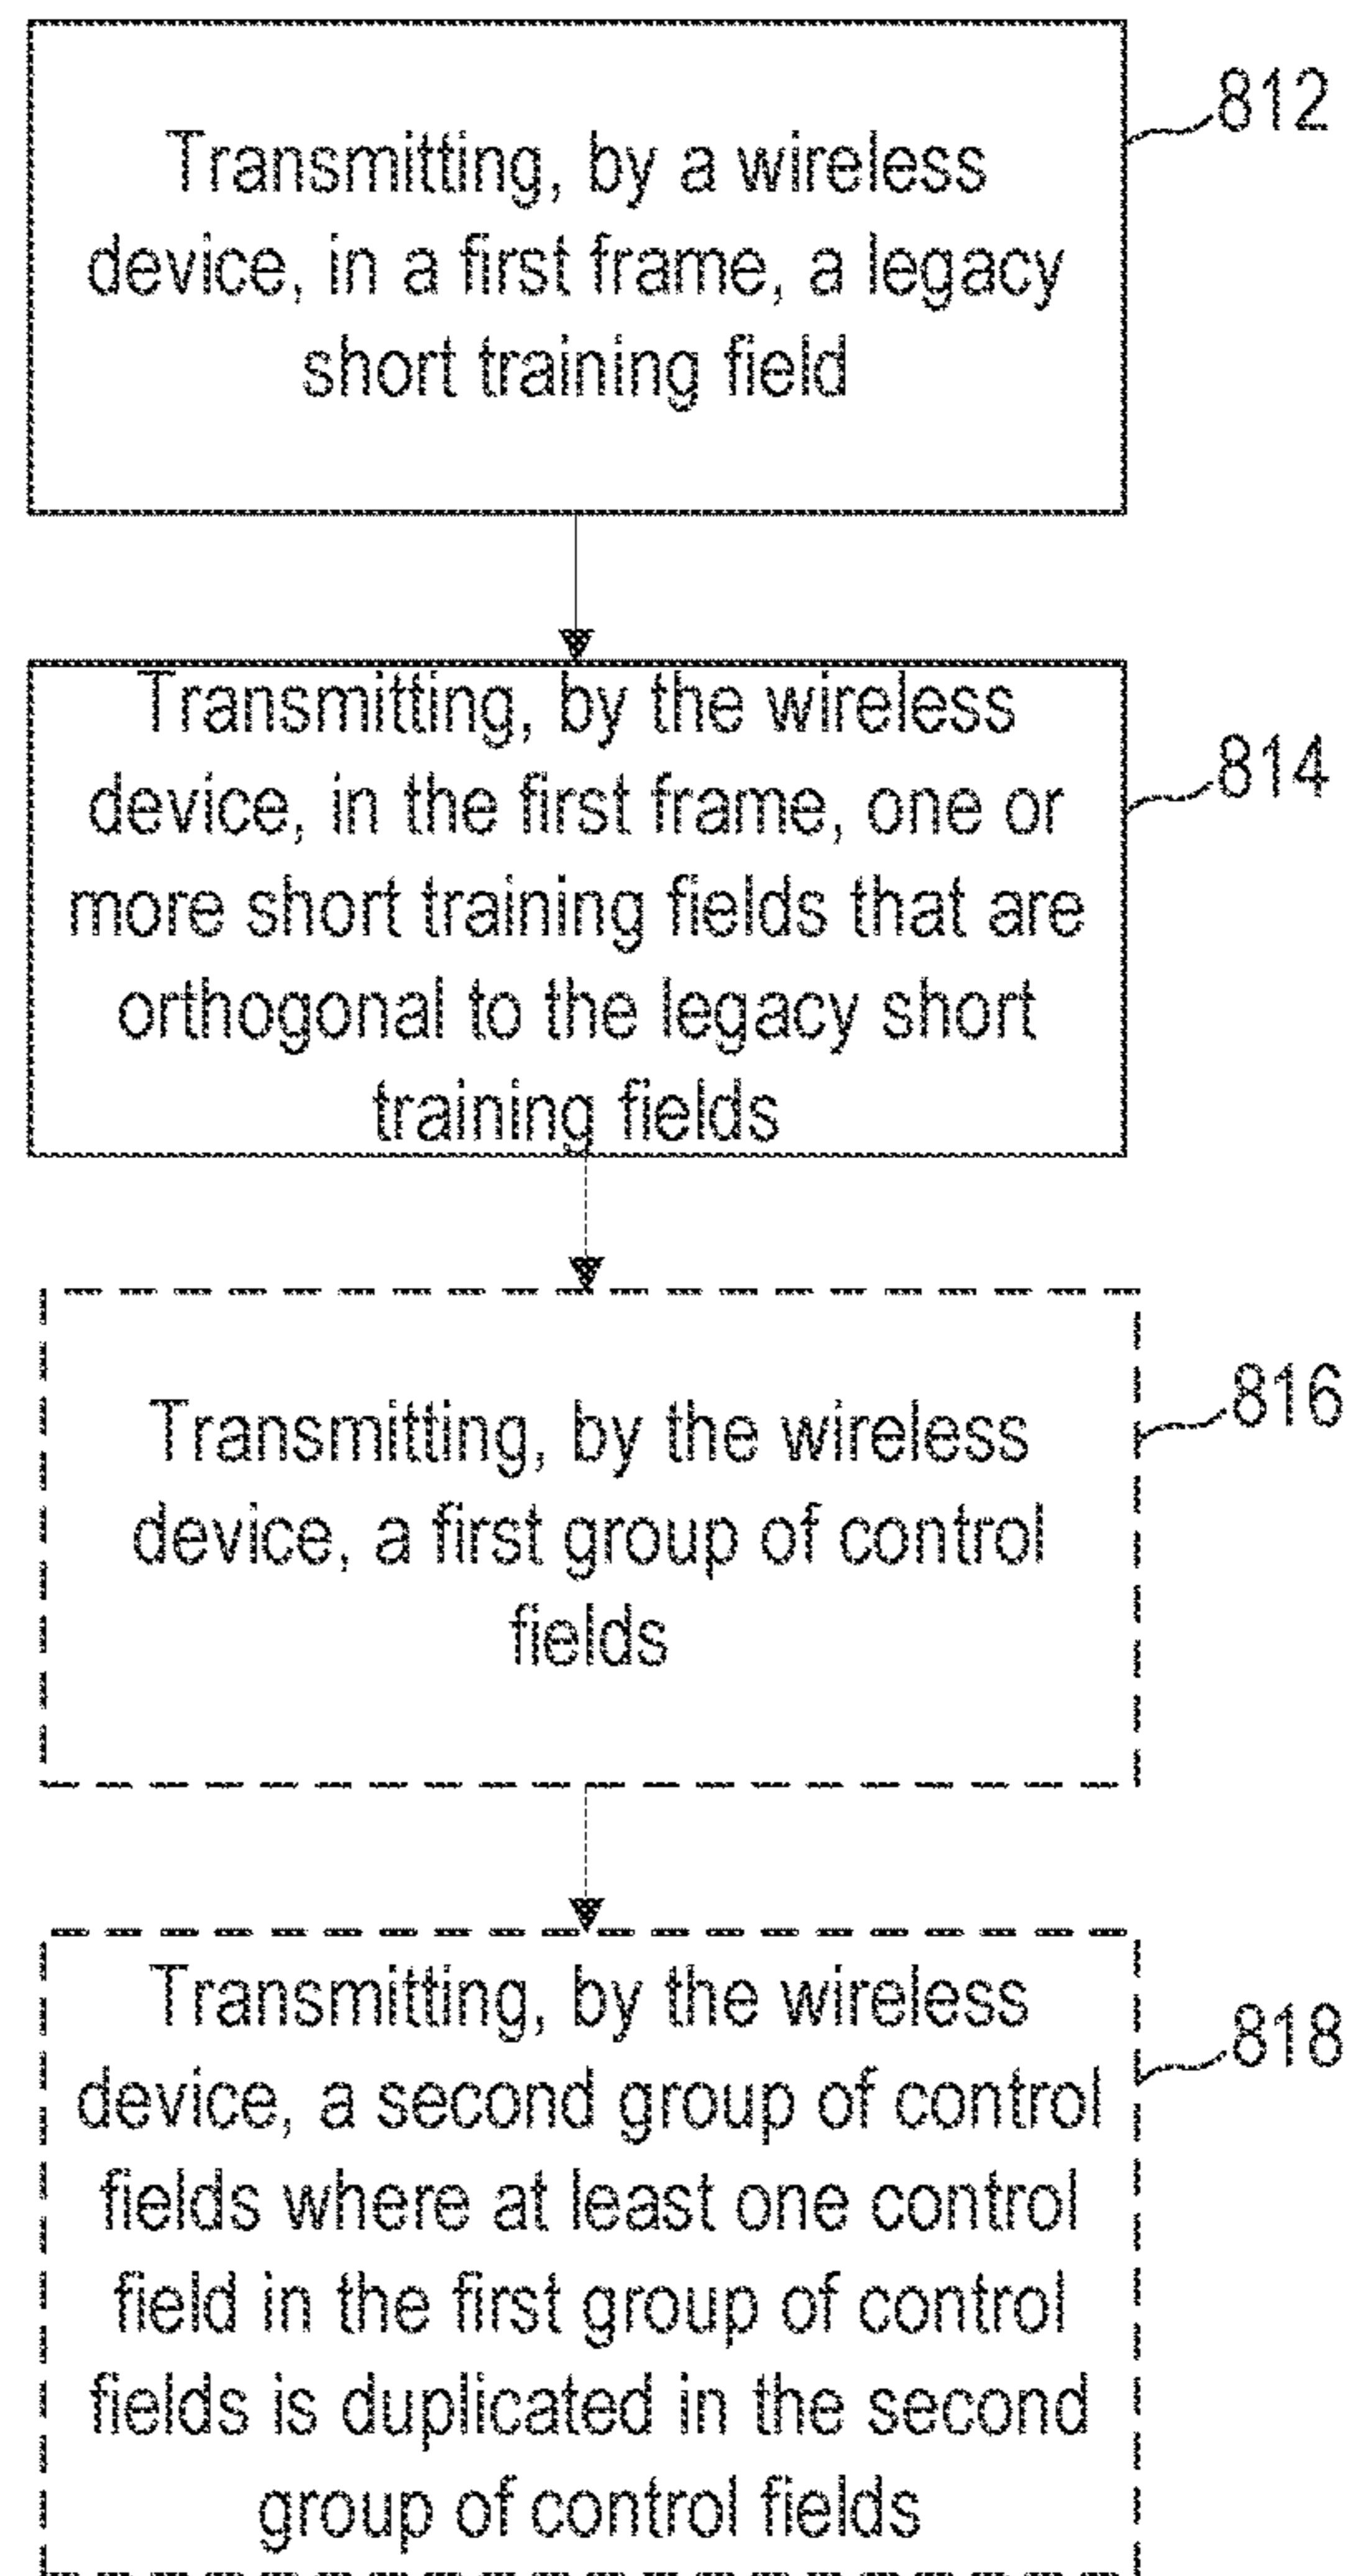 Transmitting, by a wireless
device, in a first frame, a legacy
short training field
812
Transmitting, by the wireless
device, in the first frame, one or
more short training fields that are
orthogonal to the legacy short
training fields
814
Transmitting, by the wireless
device, a first group of control
fields
816
Transmitting, by the wireless
device, a second group of control
fields where at least one control
field in the first group of control
fields is duplicated in the second
group of control fields
818